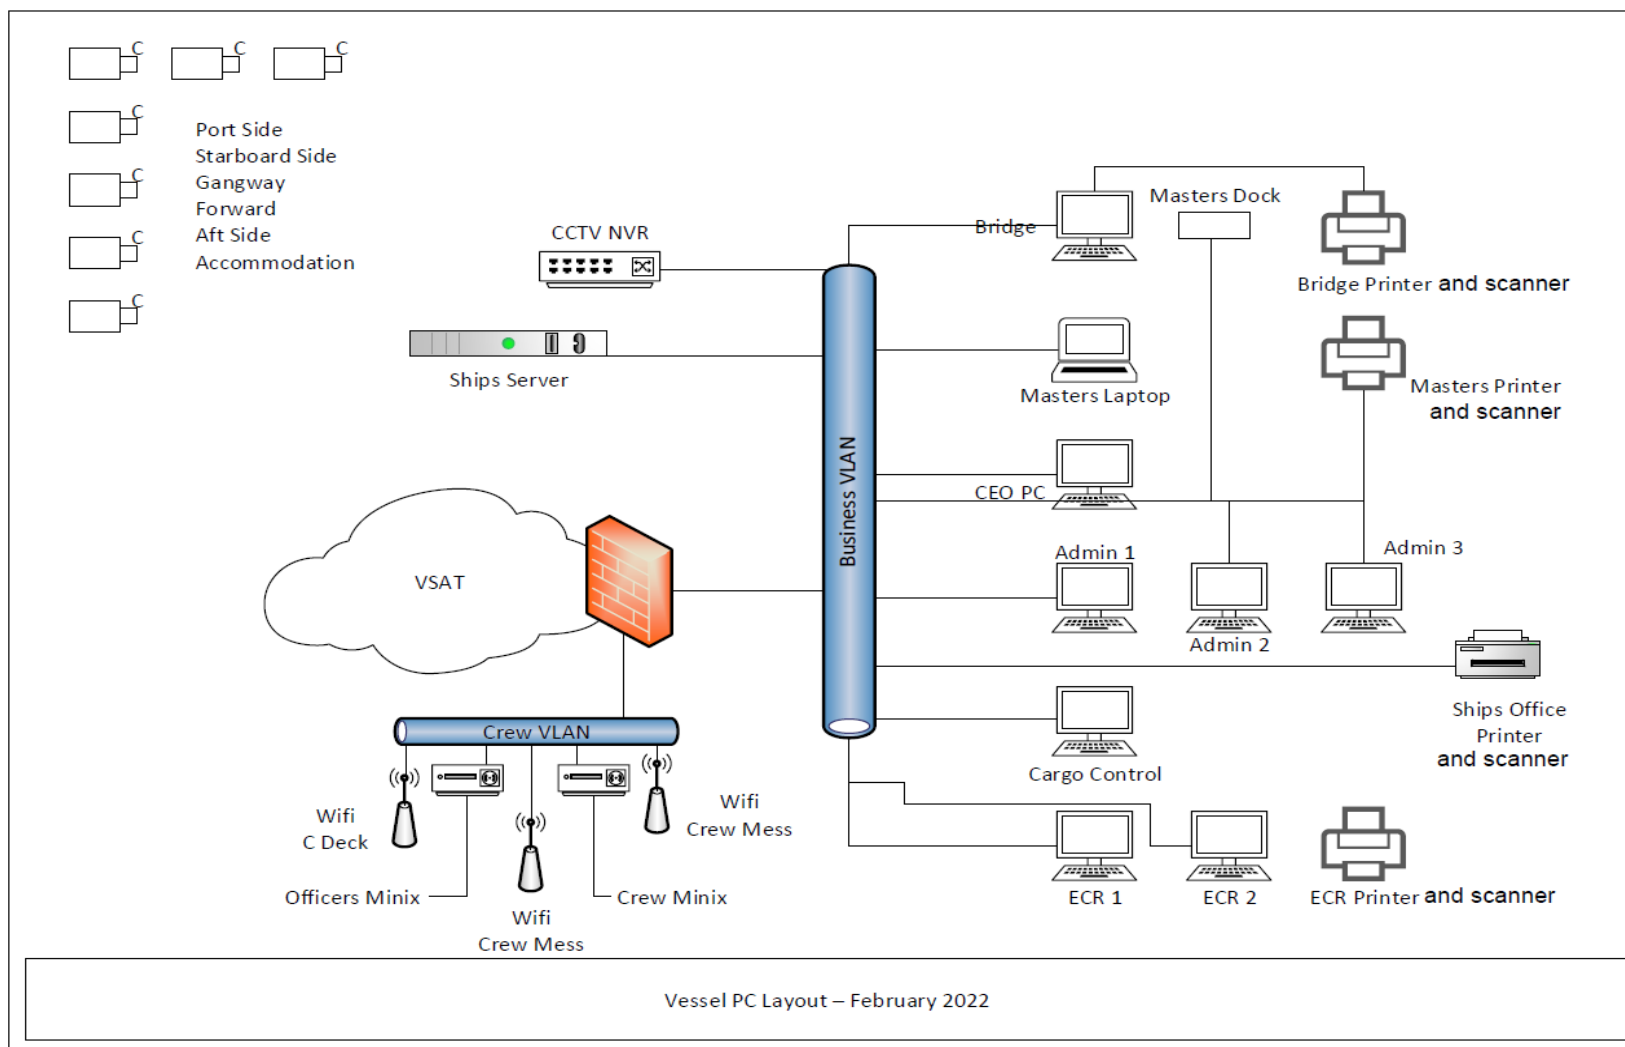 C
C
C
C
C
C
C
Port Side
Starboard Side
Gangway
Forward
Aft Side
Accommodation
CCTV NVR
Ships Server
VSAT
Business VLAN
Bridge
Masters Dock
Bridge Printer and scanner
Masters Laptop
Masters Printer
and scanner
CEO PC
Admin 1
Admin 2
Admin 3
Ships Office
Printer
and scanner
Cargo Control
ECR 1
ECR 2
ECR Printer and scanner
Crew VLAN
Wifi
C Deck
Wifi
Crew Mess
Officers Minix
Crew Minix
Wifi
Crew Mess
Vessel PC Layout – February 2022